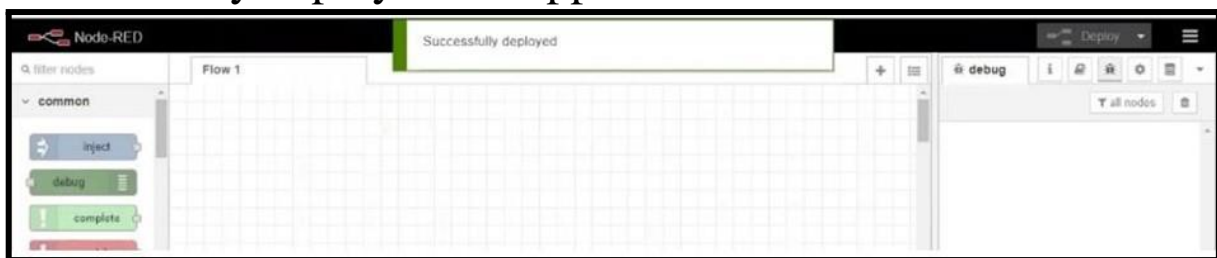 Node-RED
Successfully deployed
Deploy
filter nodes
Flow 1
debug
common
all nodes
inject
debug
complete